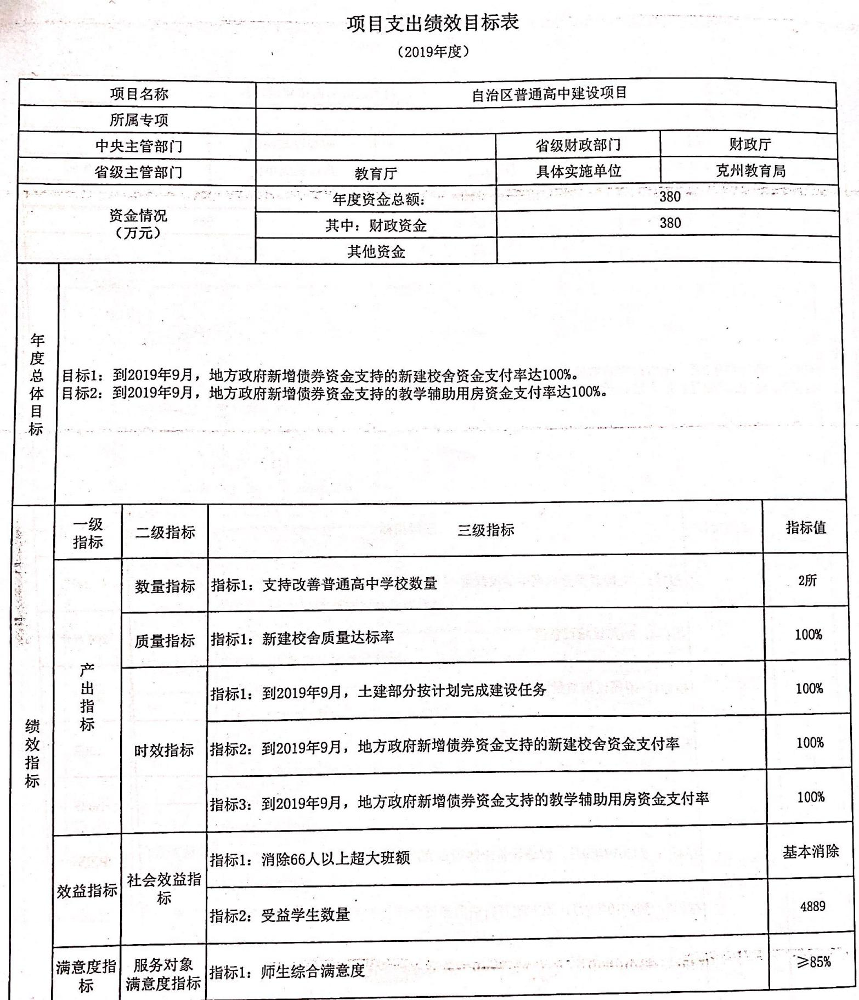 项目支出绩效目标表
（2019年度）
项目名称 自治区普通高中建设项目
所属专项
中央主管部门 省级财政部门 财政厅
省级主管部门 教育厅 具体实施单位 克州教育局
资金情况
（万元）
年度资金总额： 380
其中：财政资金 380
其他资金
年度总体目标
目标1：到2019年9月，地方政府新增债券资金支持的新建校舍资金支付率达100%。
目标2：到2019年9月，地方政府新增债券资金支持的教学辅助用房资金支付率达100%。
绩效指标
一级
指标
二级指标 三级指标 指标值
产出指标
数量指标 指标1：支持改善普通高中学校数量 2所
质量指标 指标1：新建校舍质量达标率 100%
时效指标
指标1：到2019年9月，土建部分按计划完成建设任务 100%
指标2：到2019年9月，地方政府新增债券资金支持的新建校舍资金支付率 100%
指标3：到2019年9月，地方政府新增债券资金支持的教学辅助用房资金支付率 100%
效益指标
社会效益指
标
指标1：消除66人以上超大班额 基本消除
指标2：受益学生数量 4889
满意度指
标
服务对象
满意度指标
指标1：师生综合满意度 ≥85%